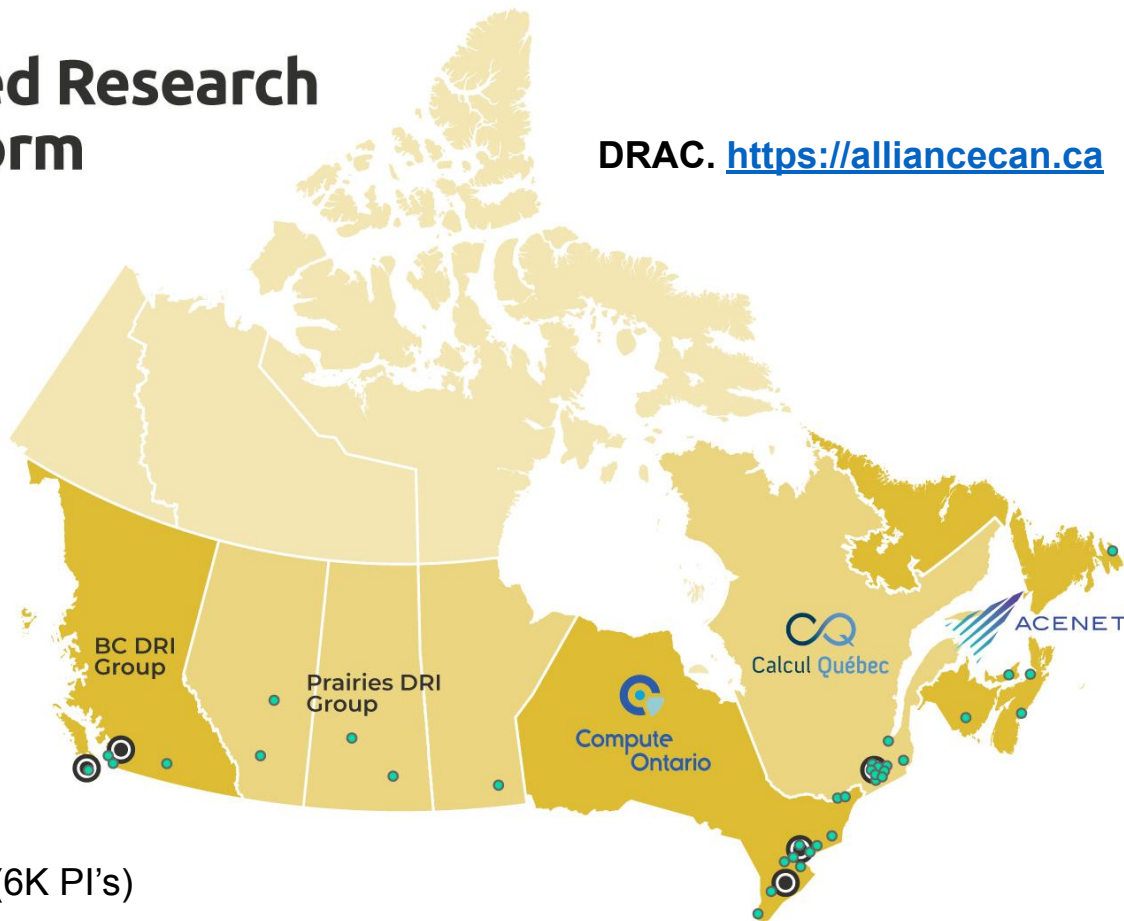 ed Research
orm
DRAC. https://alliancecan.ca
BC DRI
Group
Prairies DRI
Group
Compute
Ontario
Calcul Québec
ACENET
(6K PI's)